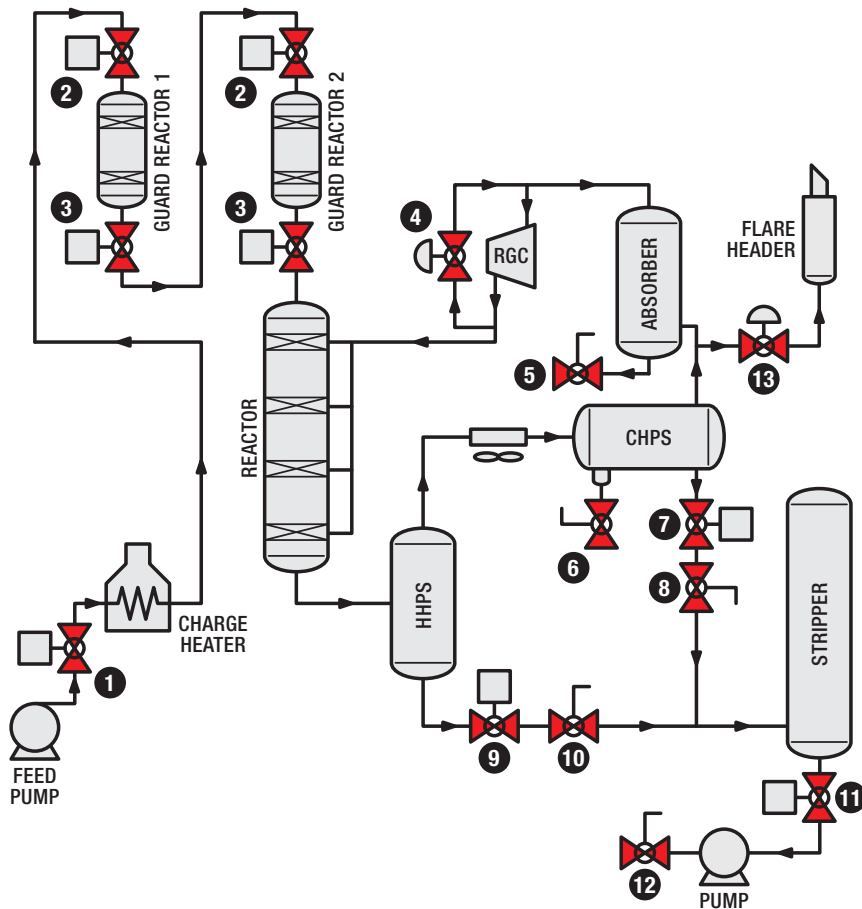 2
GUARD REACTOR 1
3
2
GUARD REACTOR 2
3
4
RGC
ABSORBER
5
FLARE
HEADER
13
REACTOR
CHPS
6
7
8
HHPS
STRIPPER
CHARGE
HEATER
1
FEED
PUMP
9
10
11
12
PUMP